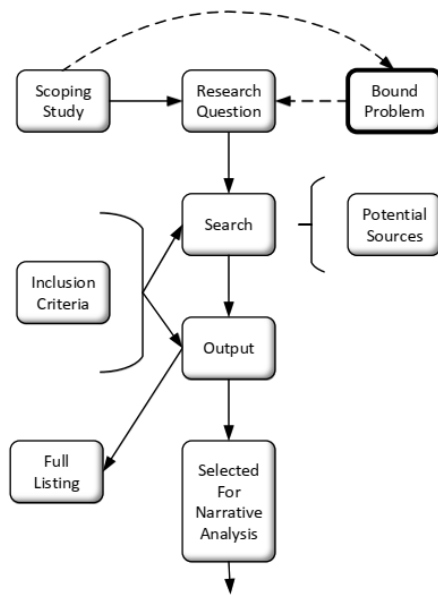 Scoping
Study
Research
Question
Bound
Problem
Search
Potential
Sources
Inclusion
Criteria
Output
Full
Listing
Selected
For
Narrative
Analysis